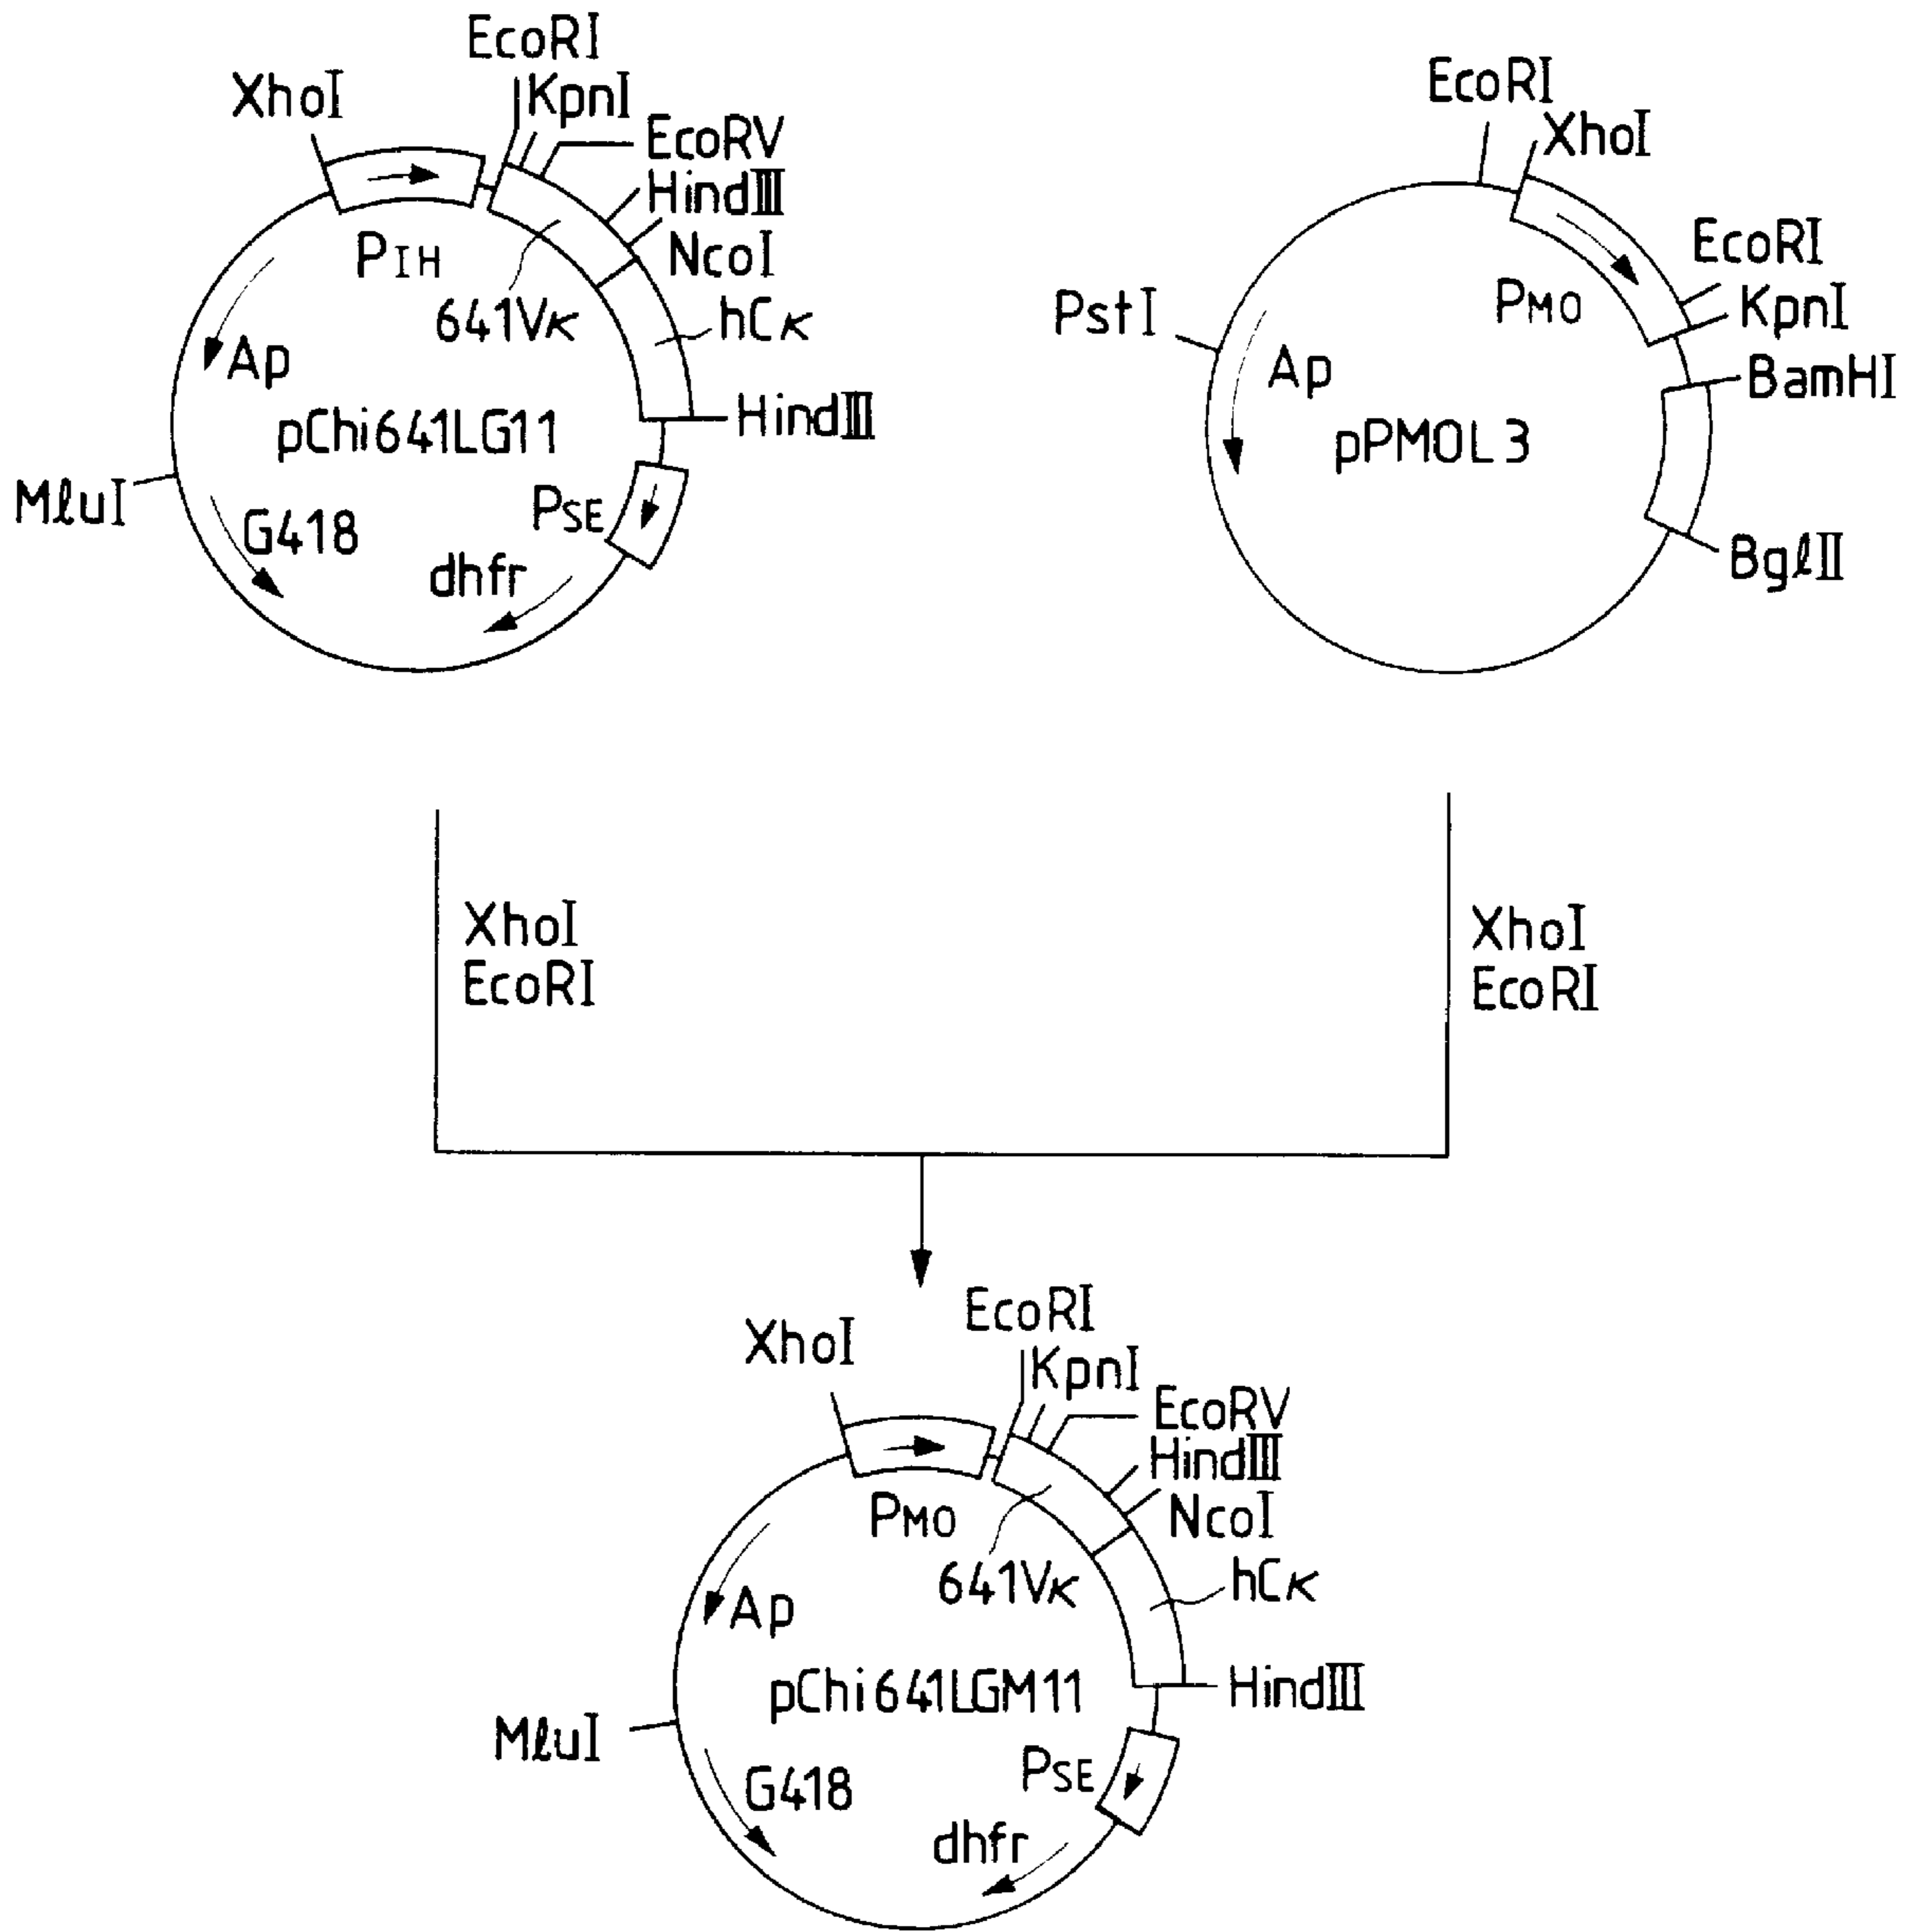 EcoRI
KpnI
XhoI
EcoRV
HindIII
NcoI
PIH
641Vκ
hCκ
Ap
pChi641LG11
HindIII
MluI
G418
PSE
dhfr
EcoRI
XhoI
EcoRI
KpnI
PMO
PstI
Ap
BamHI
pPMOL3
BglII
XhoI
EcoRI
XhoI
EcoRI
EcoRI
XhoI
KpnI
EcoRV
HindIII
NcoI
PMO
641Vκ
hCκ
Ap
pChi641LGM11
HindIII
MluI
G418
PSE
dhfr